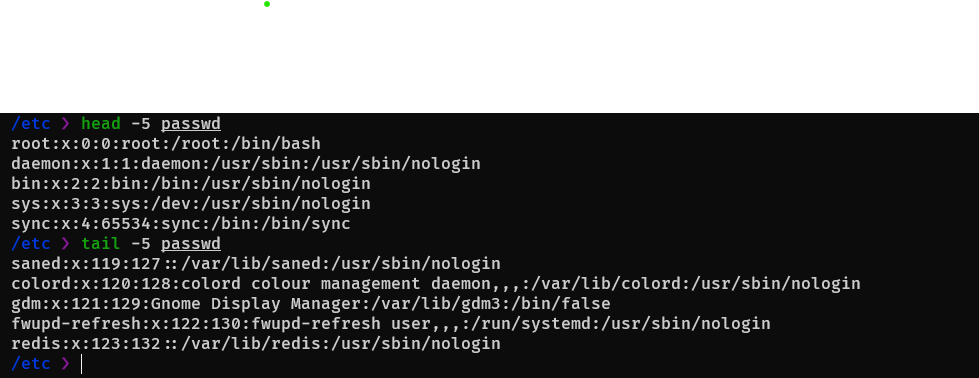 /etc ❯ head -5 passwd
root:x:0:0:root:/root:/bin/bash
daemon:x:1:1:daemon:/usr/sbin:/usr/sbin/nologin
bin:x:2:2:bin:/bin:/usr/sbin/nologin
sys:x:3:3:sys:/dev:/usr/sbin/nologin
sync:x:4:65534:sync:/bin:/bin/sync
/etc ❯ tail -5 passwd
saned:x:119:127::/var/lib/saned:/usr/sbin/nologin
colord:x:120:128:colord colour management daemon,,,:/var/lib/colord:/usr/sbin/nologin
gdm:x:121:129:Gnome Display Manager:/var/lib/gdm3:/bin/false
fwupd-refresh:x:122:130:fwupd-refresh user,,,:/run/systemd:/usr/sbin/nologin
redis:x:123:132::/var/lib/redis:/usr/sbin/nologin
/etc ❯